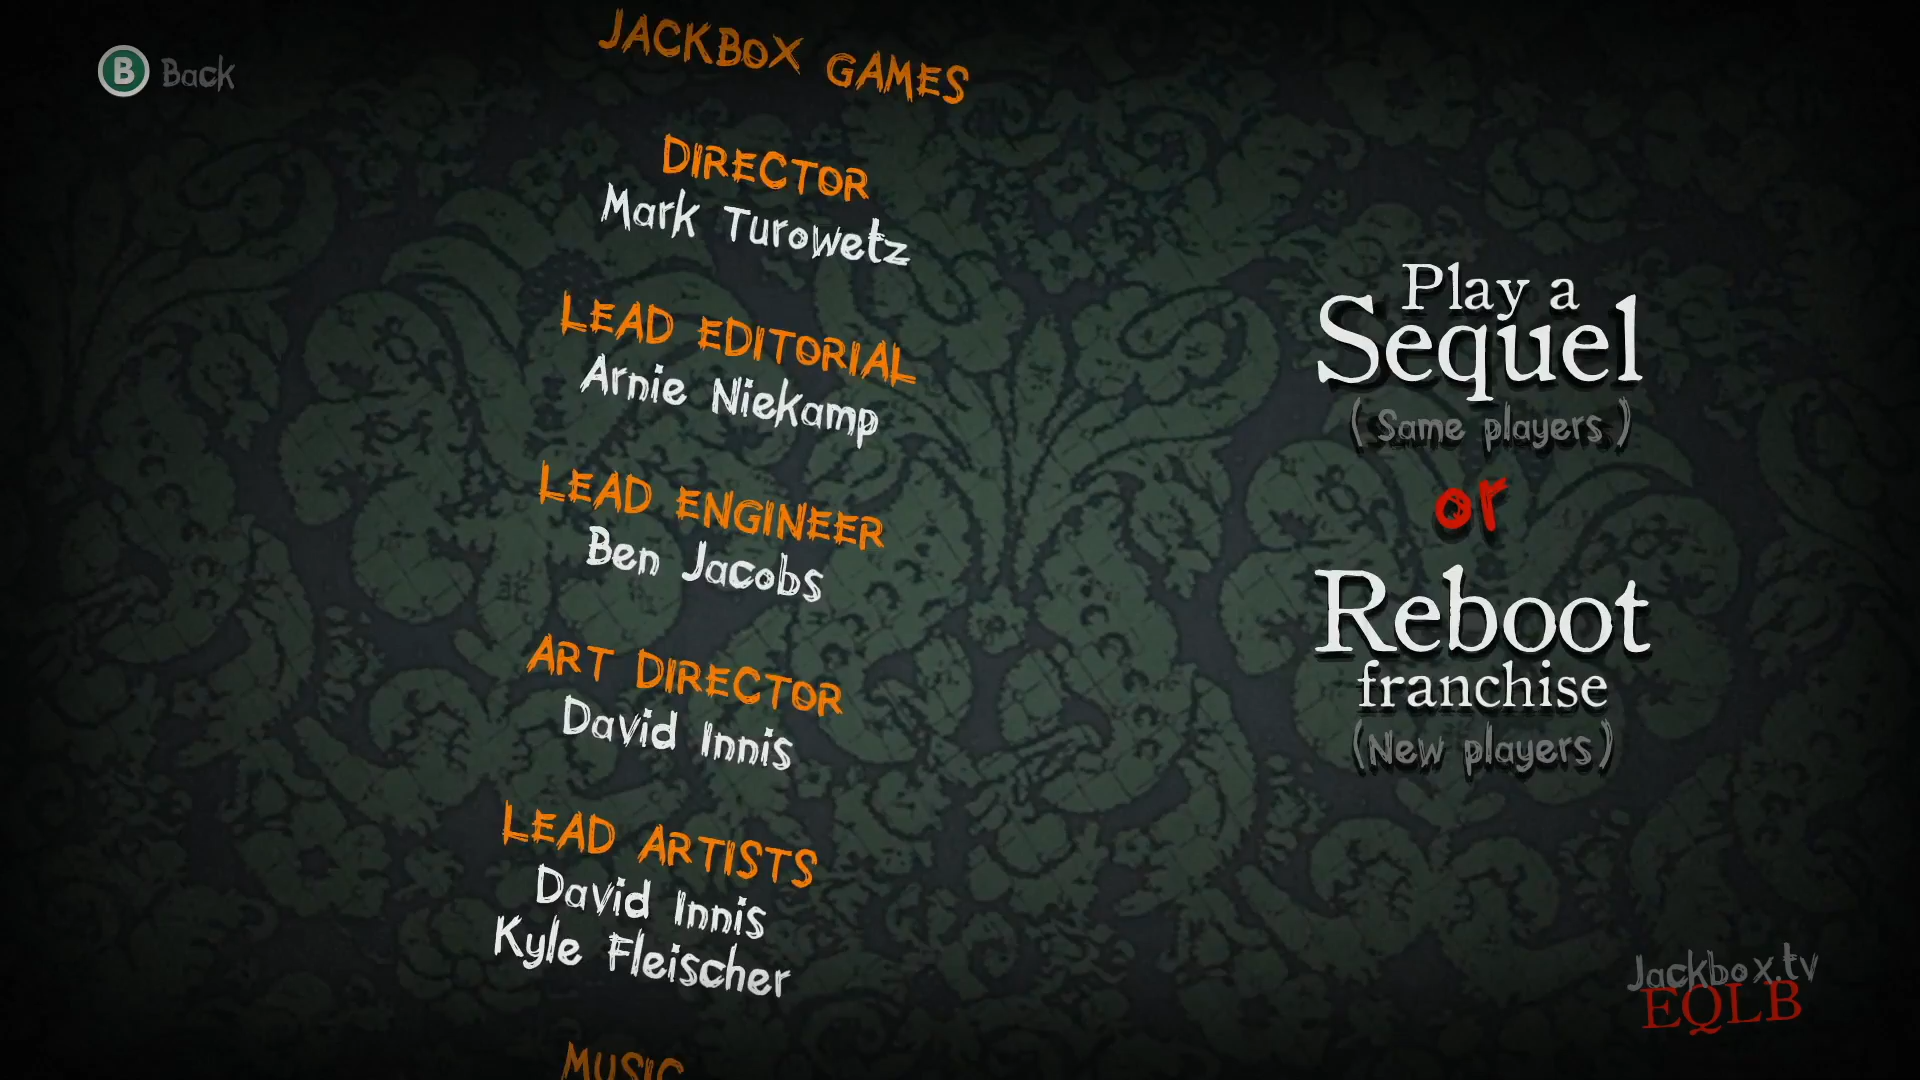 B Back
JACKBOX GAMES
DIRECTOR
Mark Turowetz
LEAD EDITORIAL
Arnie Niekamp
LEAD ENGINEER
Ben Jacobs
ART DIRECTOR
David Innis
LEAD ARTISTS
David Innis
Kyle Fleischer
MUSIC
Play a
Sequel
(Same players)
or
Reboot
franchise
(New players)
Jackbox.tv
EQLB